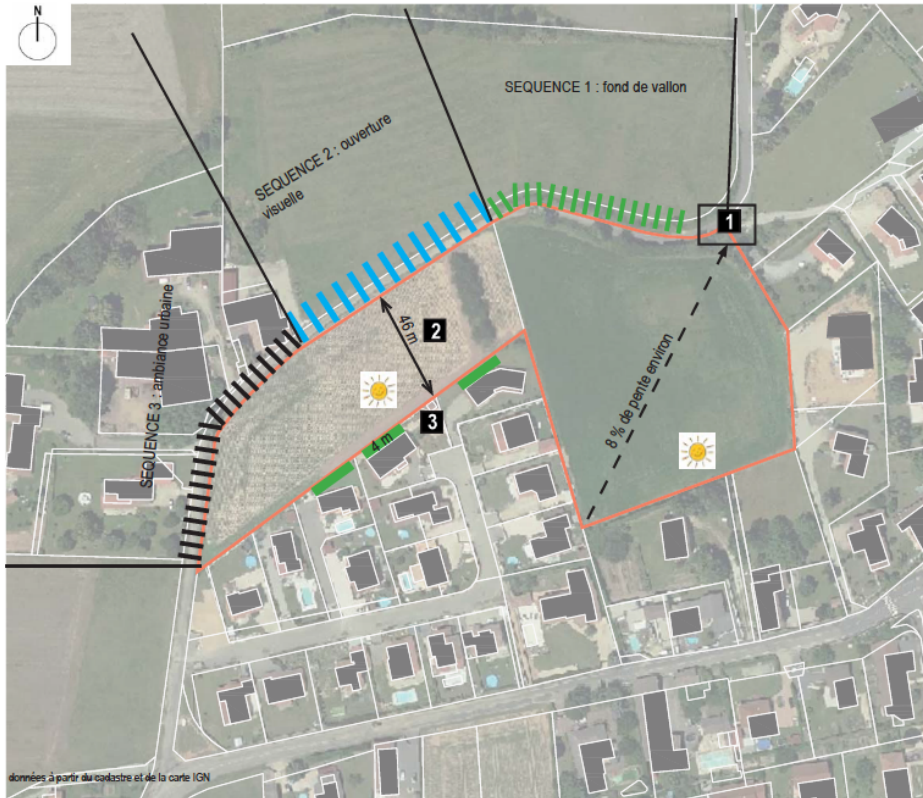 N
SEQUENCE 1 : fond de vallon
SEQUENCE 2 : ouverture
visuelle
1
46 m
2
SEQUENCE 3 : ambiance urbaine
8 % de pente environ
3
4 m
données à partir du cadastre et de la carte IGN